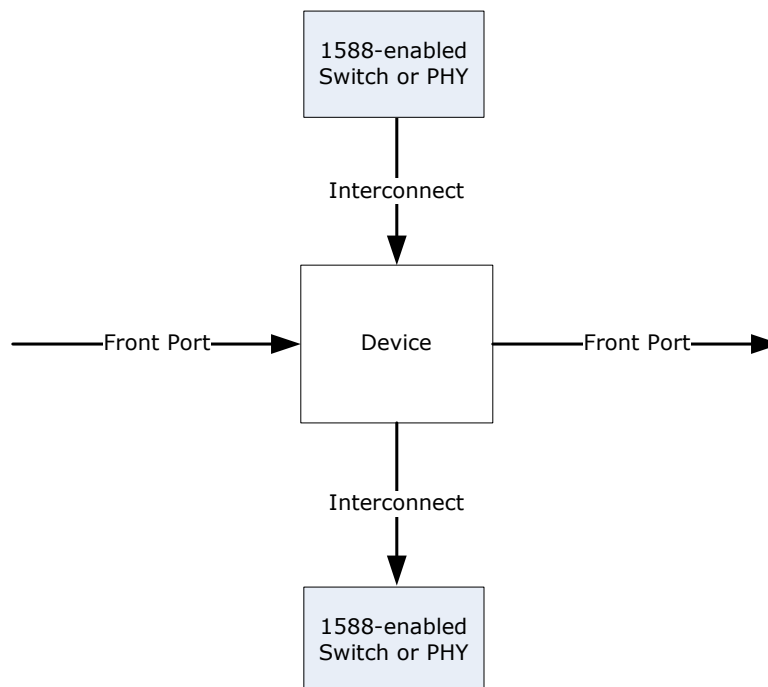 1588-enabled
Switch or PHY
Interconnect
Front Port
Device
Front Port
Interconnect
1588-enabled
Switch or PHY